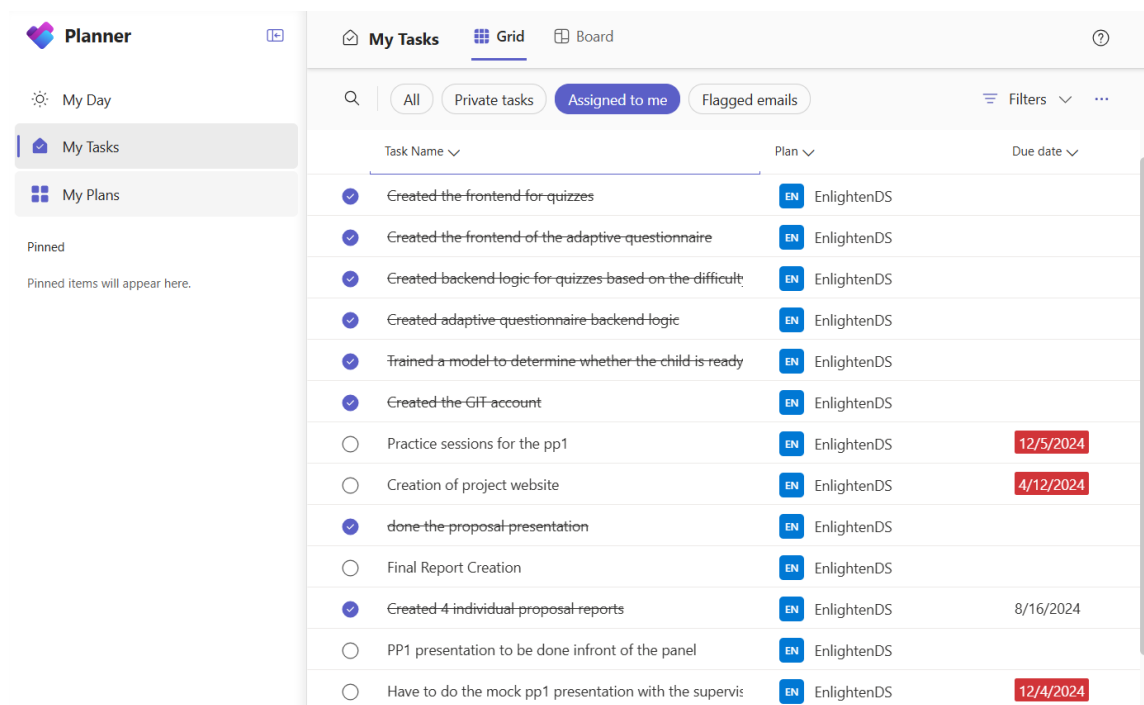 Planner
My Tasks
Grid
Board
My Day
My Tasks
My Plans
Pinned
Pinned items will appear here.
All
Private tasks
Assigned to me
Flagged emails
Filters
Task Name Plan Due date
Created the frontend for quizzes EN EnlightenDS
Created the frontend of the adaptive questionnaire EN EnlightenDS
Created backend logic for quizzes based on the difficult EN EnlightenDS
Created adaptive questionnaire backend logic EN EnlightenDS
Trained a model to determine whether the child is ready EN EnlightenDS
Created the GIT account EN EnlightenDS
Practice sessions for the pp1 EN EnlightenDS 12/5/2024
Creation of project website EN EnlightenDS 4/12/2024
done the proposal presentation EN EnlightenDS
Final Report Creation EN EnlightenDS
Created 4 individual proposal reports EN EnlightenDS 8/16/2024
PP1 presentation to be done infront of the panel EN EnlightenDS
Have to do the mock pp1 presentation with the supervis EN EnlightenDS 12/4/2024